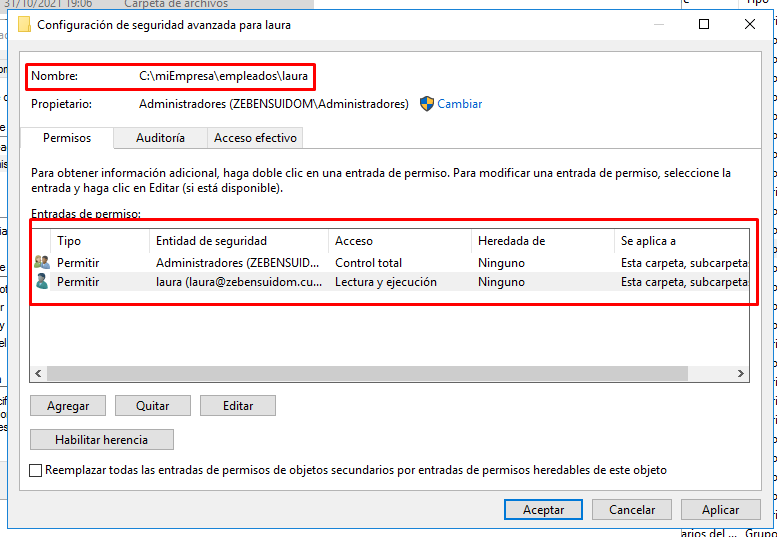 31/10/2021 19:06 Carpeta de archivos
Configuración de seguridad avanzada para laura
Nombre: C:\miEmpresa\empleados\laura
Propietario: Administradores (ZEBENSUIDOM\Administradores) Cambiar
Permisos Auditoría Acceso efectivo
Para obtener información adicional, haga doble clic en una entrada de permiso. Para modificar una entrada de permiso, seleccione la
entrada y haga clic en Editar (si está disponible).
Entradas de permiso:
Tipo Entidad de seguridad Acceso Heredada de Se aplica a
Permitir Administradores (ZEBENSUID... Control total Ninguno Esta carpeta, subcarpetas
Permitir laura (laura@zebensuidom.cu... Lectura y ejecución Ninguno Esta carpeta, subcarpetas
Agregar Quitar Editar
Habilitar herencia
Reemplazar todas las entradas de permisos de objetos secundarios por entradas de permisos heredables de este objeto
Aceptar Cancelar Aplicar
arios del ... Grupo